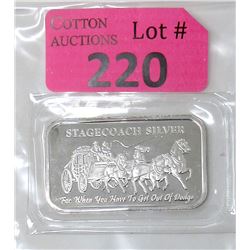 COTTON
AUCTIONS
Lot #
220
STAGECOACH SILVER
For When You Have To Get Out Of Dodge